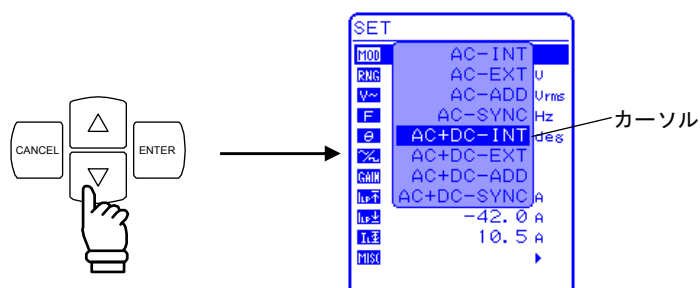 SET
MOD AC-INT
RNG AC-EXT V
V~ AC-ADD Vrms
F AC-SYNC Hz
θ AC+DC-INT deg
AC+DC-EXT
GAIN AC+DC-ADD
AC+DC-SYNC A
-42.0 A
10.5 A
MISC
カーソル
CANCEL
ENTER